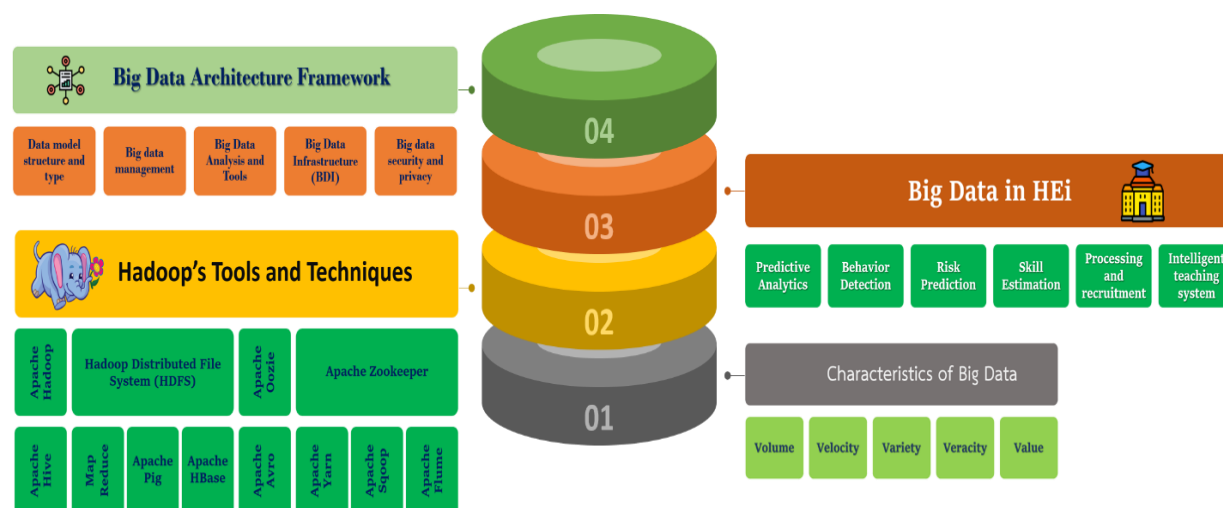 Big Data Architecture Framework
Data model
structure and
type
Big data
management
Big Data
Analysis and
Tools
Big Data
Infrastructure
(BDI)
Big data
security and
privacy
Hadoop's Tools and Techniques
Apache
Hadoop
Hadoop Distributed File
System (HDFS)
Apache
Oozie
Apache Zookeeper
Apache
Hive
Map
Reduce
Apache
Pig
Apache
HBase
Apache
Avro
Apache
Yarn
Apache
Sqoop
Apache
Flume
04
03
02
01
Big Data in HEi
Predictive
Analytics
Behavior
Detection
Risk
Prediction
Skill
Estimation
Processing
and
recruitment
Intelligent
teaching
system
Characteristics of Big Data
Volume
Velocity
Variety
Veracity
Value